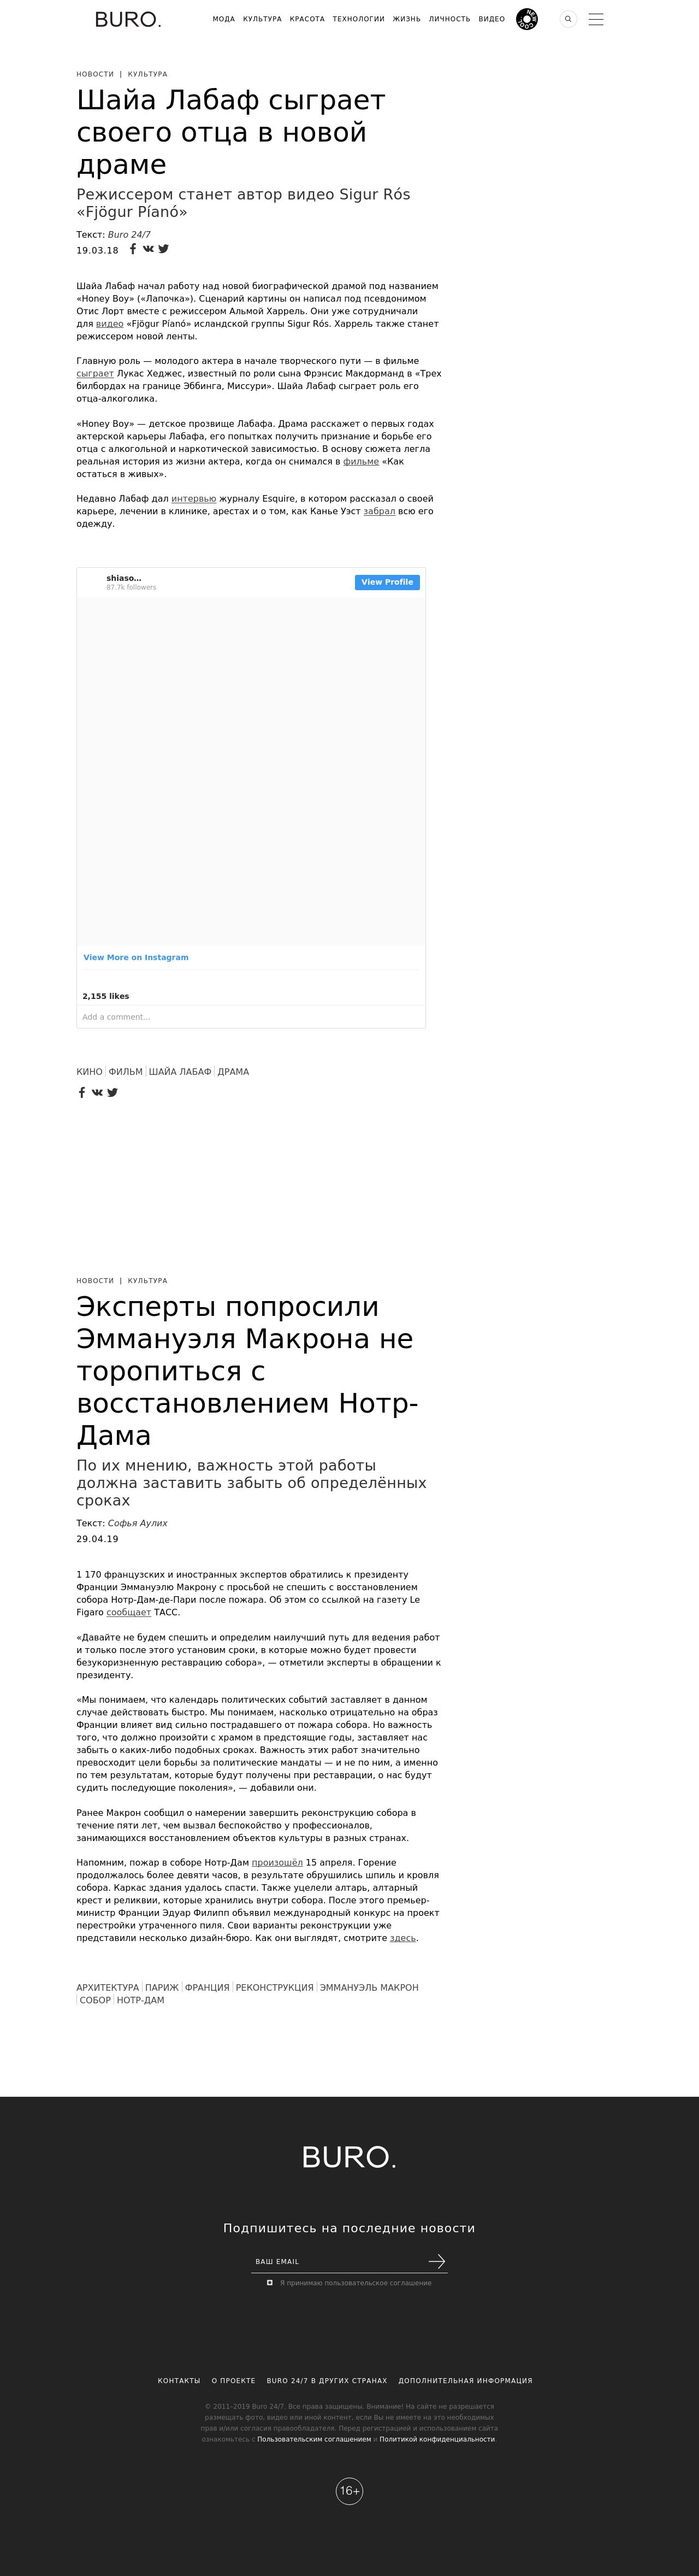 BURO.
МОДА КУЛЬТУРА КРАСОТА ТЕХНОЛОГИИ ЖИЗНЬ ЛИЧНОСТЬ ВИДЕО
НОВОСТИ | КУЛЬТУРА
Шайа Лабаф сыграет
своего отца в новой
драме
Режиссером станет автор видео Sigur Rós
«Fjögur Píanó»
Текст: Buro 24/7
19.03.18
Шайа Лабаф начал работу над новой биографической драмой под названием
«Honey Boy» («Лапочка»). Сценарий картины он написал под псевдонимом
Отис Лорт вместе с режиссером Альмой Харрель. Они уже сотрудничали
для видео «Fjögur Píanó» исландской группы Sigur Rós. Харрель также станет
режиссером новой ленты.
Главную роль — молодого актера в начале творческого пути — в фильме
сыграет Лукас Хеджес, известный по роли сына Фрэнсис Макдорманд в «Трех
билбордах на границе Эббинга, Миссури». Шайа Лабаф сыграет роль его
отца-алкоголика.
«Honey Boy» — детское прозвище Лабафа. Драма расскажет о первых годах
актерской карьеры Лабафа, его попытках получить признание и борьбе его
отца с алкогольной и наркотической зависимостью. В основу сюжета легла
реальная история из жизни актера, когда он снимался в фильме «Как
остаться в живых».
Недавно Лабаф дал интервью журналу Esquire, в котором рассказал о своей
карьере, лечении в клинике, арестах и о том, как Канье Уэст забрал всю его
одежду.
shiaso...
87.7k followers
View Profile
View More on Instagram
2,155 likes
Add a comment...
КИНО ФИЛЬМ ШАЙА ЛАБАФ ДРАМА
НОВОСТИ | КУЛЬТУРА
Эксперты попросили
Эммануэля Макрона не
торопиться с
восстановлением Нотр-
Дама
По их мнению, важность этой работы
должна заставить забыть об определённых
сроках
Текст: Софья Аулих
29.04.19
1 170 французских и иностранных экспертов обратились к президенту
Франции Эммануэлю Макрону с просьбой не спешить с восстановлением
собора Нотр-Дам-де-Пари после пожара. Об этом со ссылкой на газету Le
Figaro сообщает ТАСС.
«Давайте не будем спешить и определим наилучший путь для ведения работ
и только после этого установим сроки, в которые можно будет провести
безукоризненную реставрацию собора», — отметили эксперты в обращении к
президенту.
«Мы понимаем, что календарь политических событий заставляет в данном
случае действовать быстро. Мы понимаем, насколько отрицательно на образ
Франции влияет вид сильно пострадавшего от пожара собора. Но важность
того, что должно произойти с храмом в предстоящие годы, заставляет нас
забыть о каких-либо подобных сроках. Важность этих работ значительно
превосходит цели борьбы за политические мандаты — и не по ним, а именно
по тем результатам, которые будут получены при реставрации, о нас будут
судить последующие поколения», — добавили они.
Ранее Макрон сообщил о намерении завершить реконструкцию собора в
течение пяти лет, чем вызвал беспокойство у профессионалов,
занимающихся восстановлением объектов культуры в разных странах.
Напомним, пожар в соборе Нотр-Дам произошёл 15 апреля. Горение
продолжалось более девяти часов, в результате обрушились шпиль и кровля
собора. Каркас здания удалось спасти. Также уцелели алтарь, алтарный
крест и реликвии, которые хранились внутри собора. После этого премьер-
министр Франции Эдуар Филипп объявил международный конкурс на проект
перестройки утраченного пиля. Свои варианты реконструкции уже
представили несколько дизайн-бюро. Как они выглядят, смотрите здесь.
АРХИТЕКТУРА ПАРИЖ ФРАНЦИЯ РЕКОНСТРУКЦИЯ ЭММАНУЭЛЬ МАКРОН
СОБОР НОТР-ДАМ
BURO.
Подпишитесь на последние новости
ВАШ EMAIL
Я принимаю пользовательское соглашение
КОНТАКТЫ О ПРОЕКТЕ BURO 24/7 В ДРУГИХ СТРАНАХ ДОПОЛНИТЕЛЬНАЯ ИНФОРМАЦИЯ
© 2011–2019 Buro 24/7. Все права защищены. Внимание! На сайте не разрешается
размещать фото, видео или иной контент, если Вы не имеете на это необходимых
прав и/или согласия правообладателя. Перед регистрацией и использованием сайта
ознакомьтесь с Пользовательским соглашением и Политикой конфиденциальности.
16+